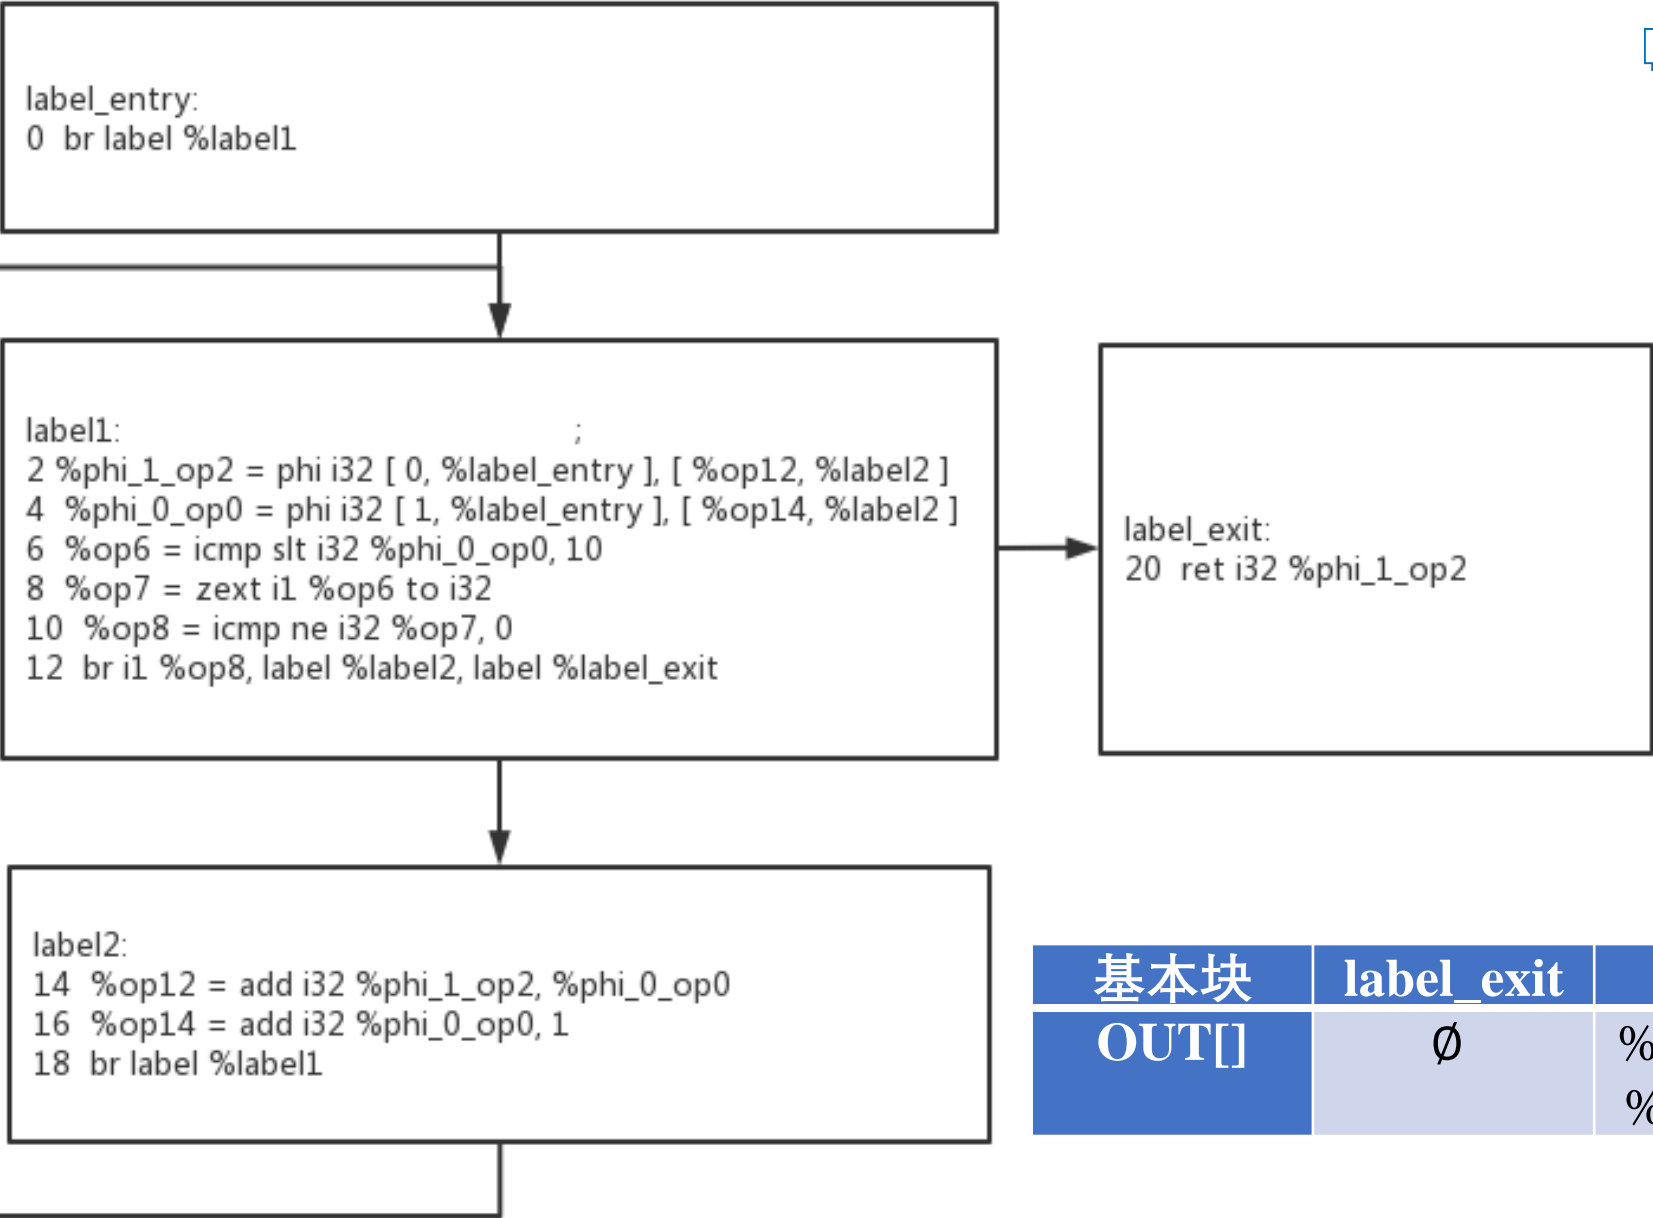 label_entry:
0 br label %label1
label1: ;
2 %phi_1_op2 = phi i32 [ 0, %label_entry ], [ %op12, %label2 ]
4 %phi_0_op0 = phi i32 [ 1, %label_entry ], [ %op14, %label2 ]
6 %op6 = icmp slt i32 %phi_0_op0, 10
8 %op7 = zext i1 %op6 to i32
10 %op8 = icmp ne i32 %op7, 0
12 br i1 %op8, label %label2, label %label_exit
label_exit:
20 ret i32 %phi_1_op2
label2:
14 %op12 = add i32 %phi_1_op2, %phi_0_op0
16 %op14 = add i32 %phi_0_op0, 1
18 br label %label1
基本块 label_exit
OUT[] ∅ %
%